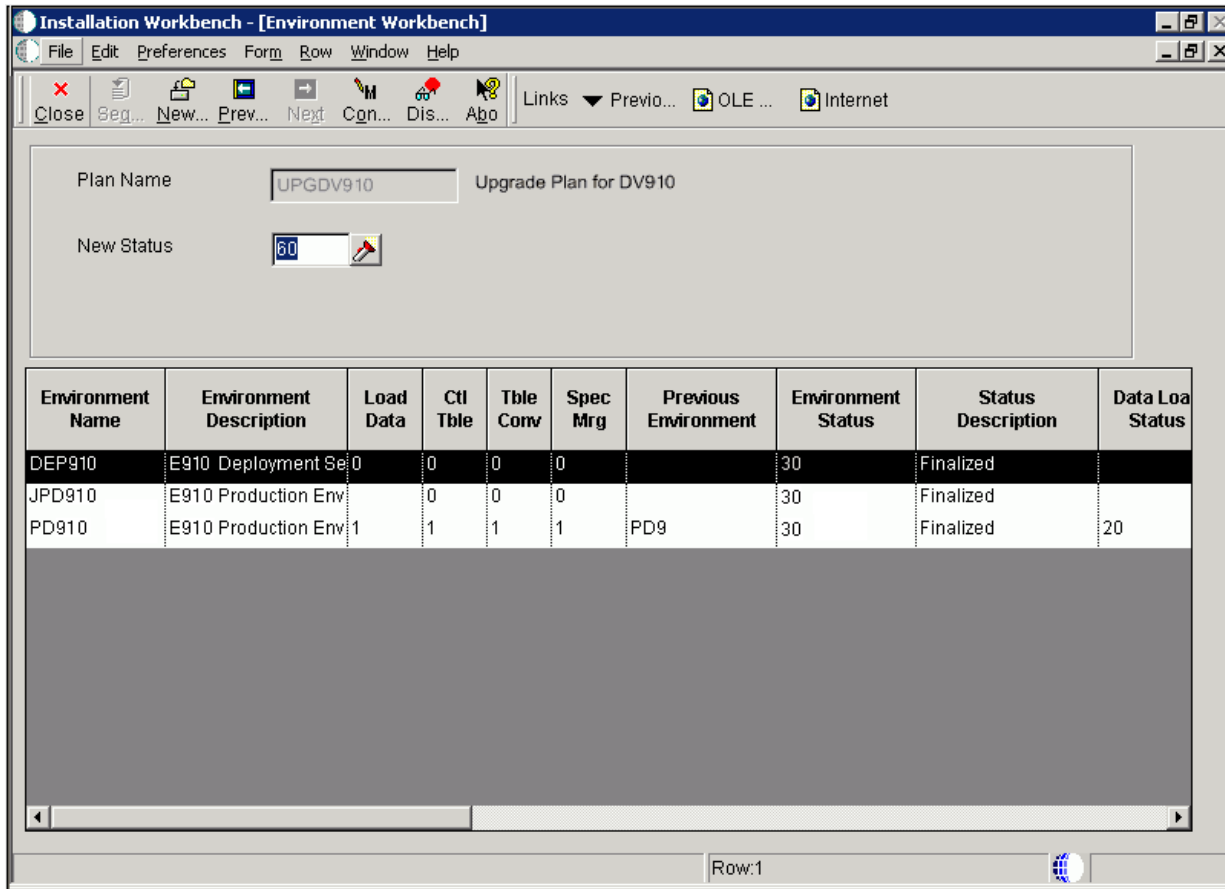 Installation Workbench - [Environment Workbench]
File Edit Preferences Form Row Window Help
Close Seq... New... Prev... Next Con... Dis... Abo Links Previo... OLE ... Internet
Plan Name UPGDV910 Upgrade Plan for DV910
New Status 60
Environment Name Environment Description Load Data Ctl Tble Tble Conv Spec Mrg Previous Environment Environment Status Status Description Data Loa Status
DEP910 E910 Deployment Se 0 0 0 0 30 Finalized
JPD910 E910 Production Env 0 0 0 30 Finalized
PD910 E910 Production Env 1 1 1 1 PD9 30 Finalized 20
Row:1